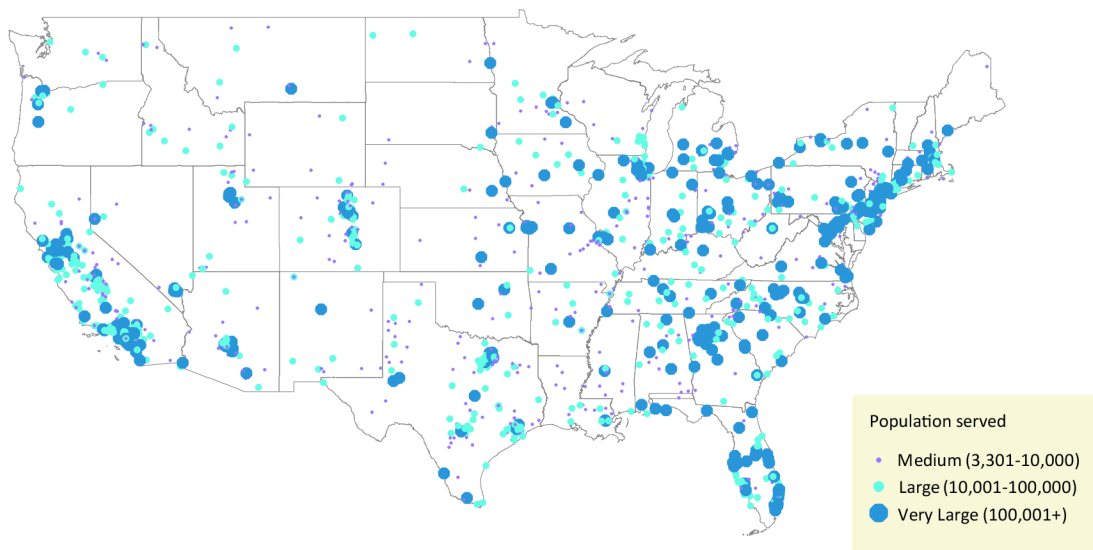 Population served
Medium (3,301-10,000)
Large (10,001-100,000)
Very Large (100,001+)